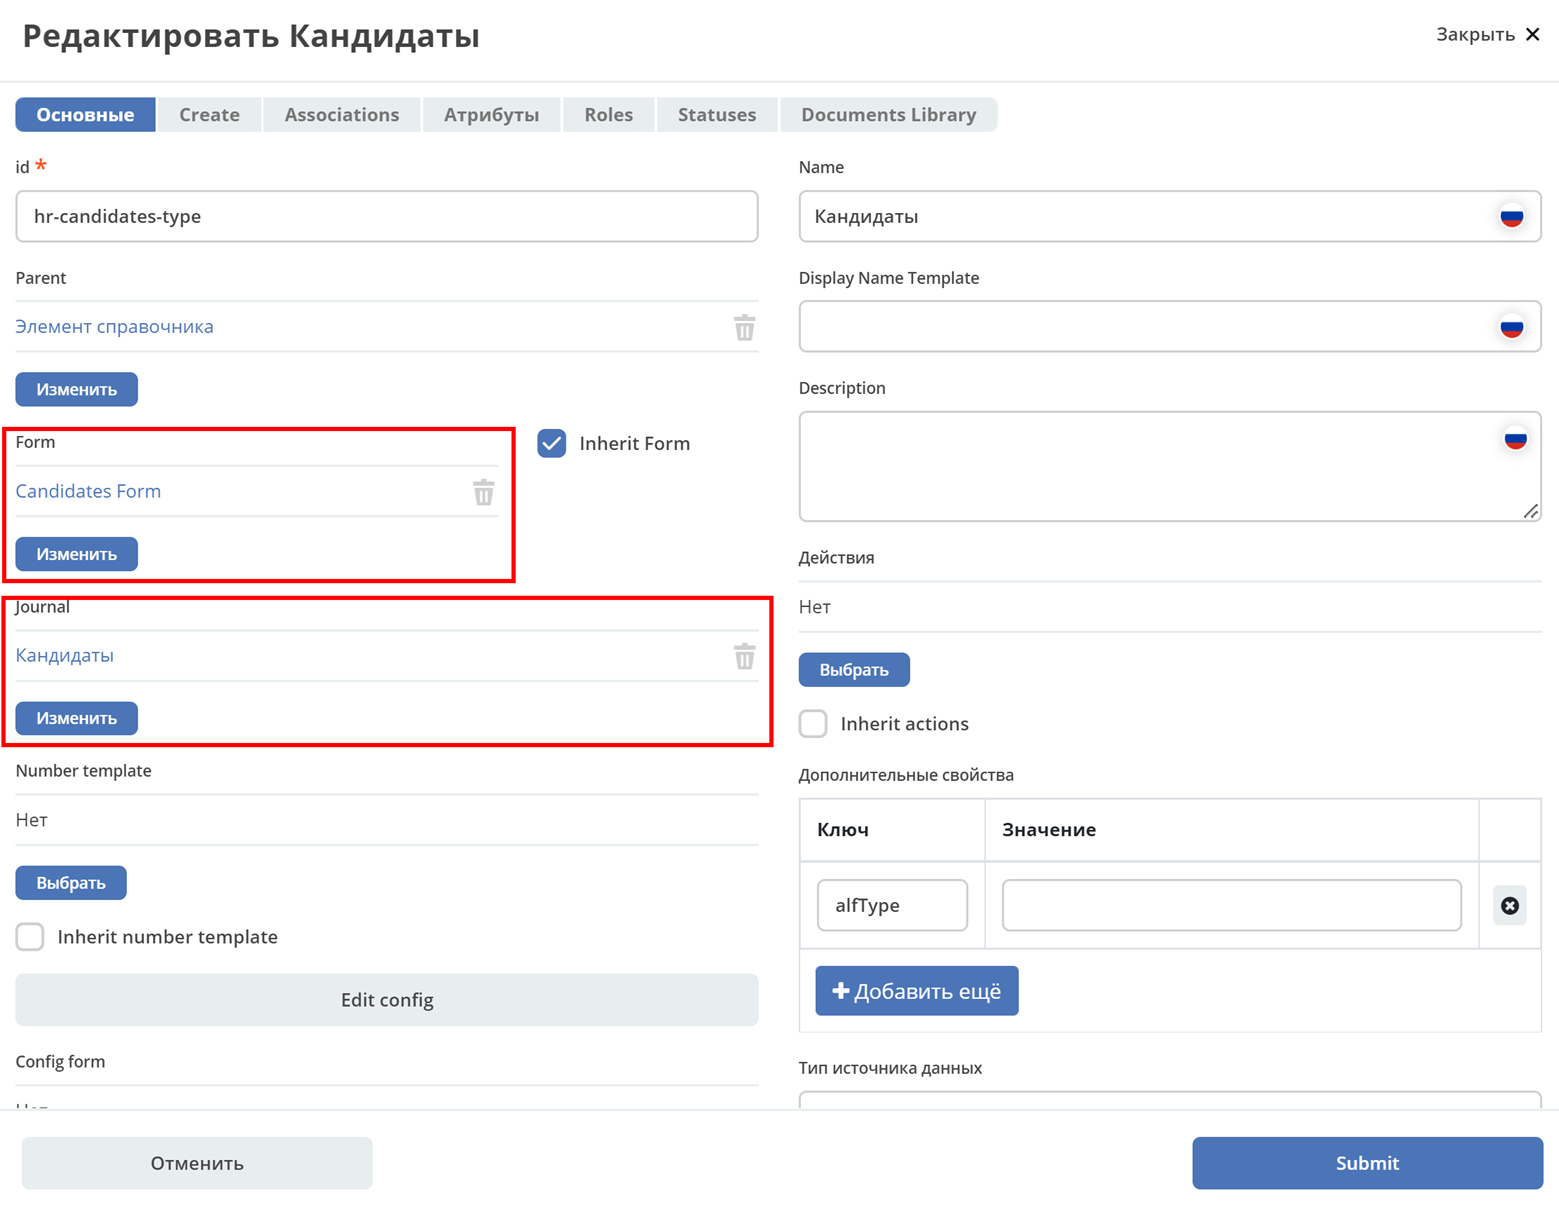 Редактировать Кандидаты
Закрыть
Основные
Create
Associations
Атрибуты
Roles
Statuses
Documents Library
id *
hr-candidates-type
Parent
Элемент справочника
Изменить
Form
Inherit Form
Candidates Form
Изменить
Journal
Кандидаты
Изменить
Number template
Нет
Выбрать
Inherit number template
Edit config
Config form
Name
Кандидаты
Display Name Template
Description
Действия
Нет
Выбрать
Inherit actions
Дополнительные свойства
Ключ
Значение
alfType
Добавить ещё
Тип источника данных
Отменить
Submit